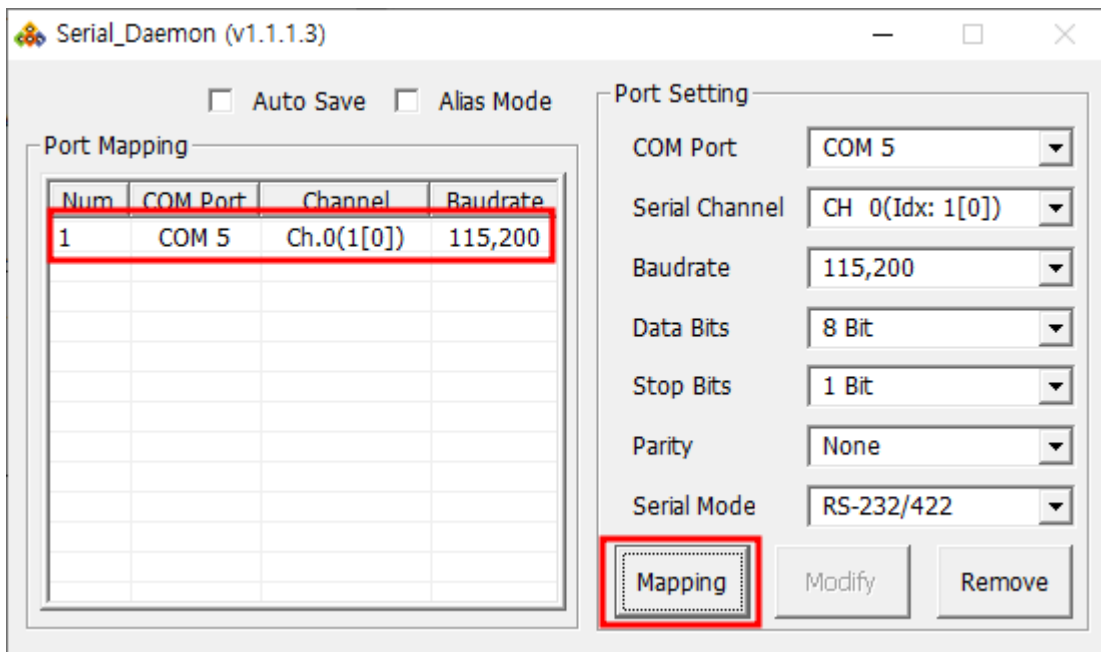 Serial_Daemon (v1.1.1.3)
Auto Save Alias Mode
Port Mapping
Num COM Port Channel Baudrate
1 COM 5 Ch.0(1[0]) 115,200
Port Setting
COM Port COM 5
Serial Channel CH 0(Idx: 1[0])
Baudrate 115,200
Data Bits 8 Bit
Stop Bits 1 Bit
Parity None
Serial Mode RS-232/422
Mapping Modify Remove